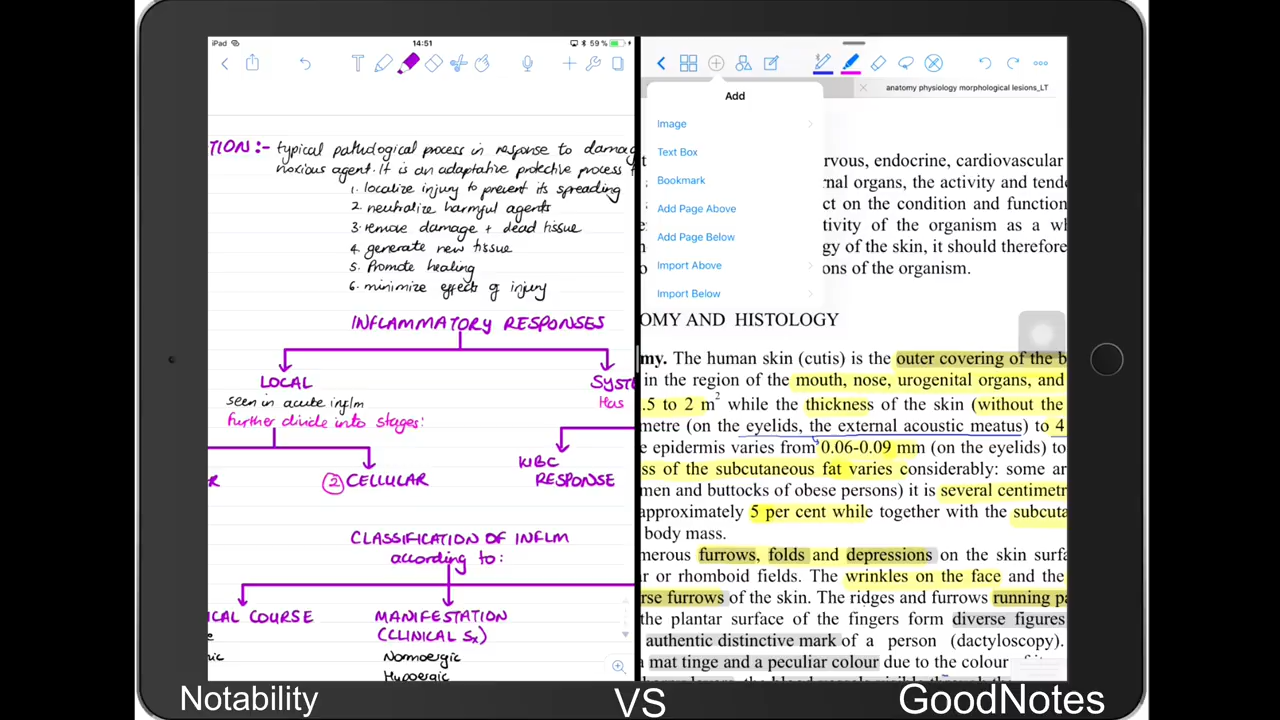 iPad
14:51
59 %
TION:- typical pathological process in response to damag
noxious agent. It is an adaptative protective process t
1. localize injury to prevent its spreading
2. neutralize harmful agents
3. remove damage + dead tissue
4. generate new tissue
5. Promote healing
6. minimize effects of injury
INFLAMMATORY RESPONSES
LOCAL
SYSTE
seen in acute inflm
Has
further divide into stages:
KIBC
RESPONSE
R
2 CELLULAR
CLASSIFICATION OF INFLM
according to:
ICAL COURSE
MANIFESTATION
(CLINICAL Sx)
Normoergic
Hypoergic
anatomy physiology morphological lesions_LT
Add
Image
Text Box
Bookmark
Add Page Above
Add Page Below
Import Above
Import Below
rvous, endocrine, cardiovascular
nal organs, the activity and tend
ct on the condition and function
tivity of the organism as a wh
gy of the skin, it should therefore
ons of the organism.
OMY AND HISTOLOGY
my. The human skin (cutis) is the outer covering of the b
in the region of the mouth, nose, urogenital organs, and
.5 to 2 m2 while the thickness of the skin (without the
metre (on the eyelids, the external acoustic meatus) to 4
e epidermis varies from 0.06-0.09 mm (on the eyelids) to
ss of the subcutaneous fat varies considerably: some ar
men and buttocks of obese persons) it is several centimetr
approximately 5 per cent while together with the subcuta
body mass.
merous furrows, folds and depressions on the skin surfa
ar or rhomboid fields. The wrinkles on the face and the
rse furrows of the skin. The ridges and furrows running pa
the plantar surface of the fingers form diverse figures
authentic distinctive mark of a person (dactyloscopy).
a mat tinge and a peculiar colour due to the colour of it
Notability
VS
GoodNotes